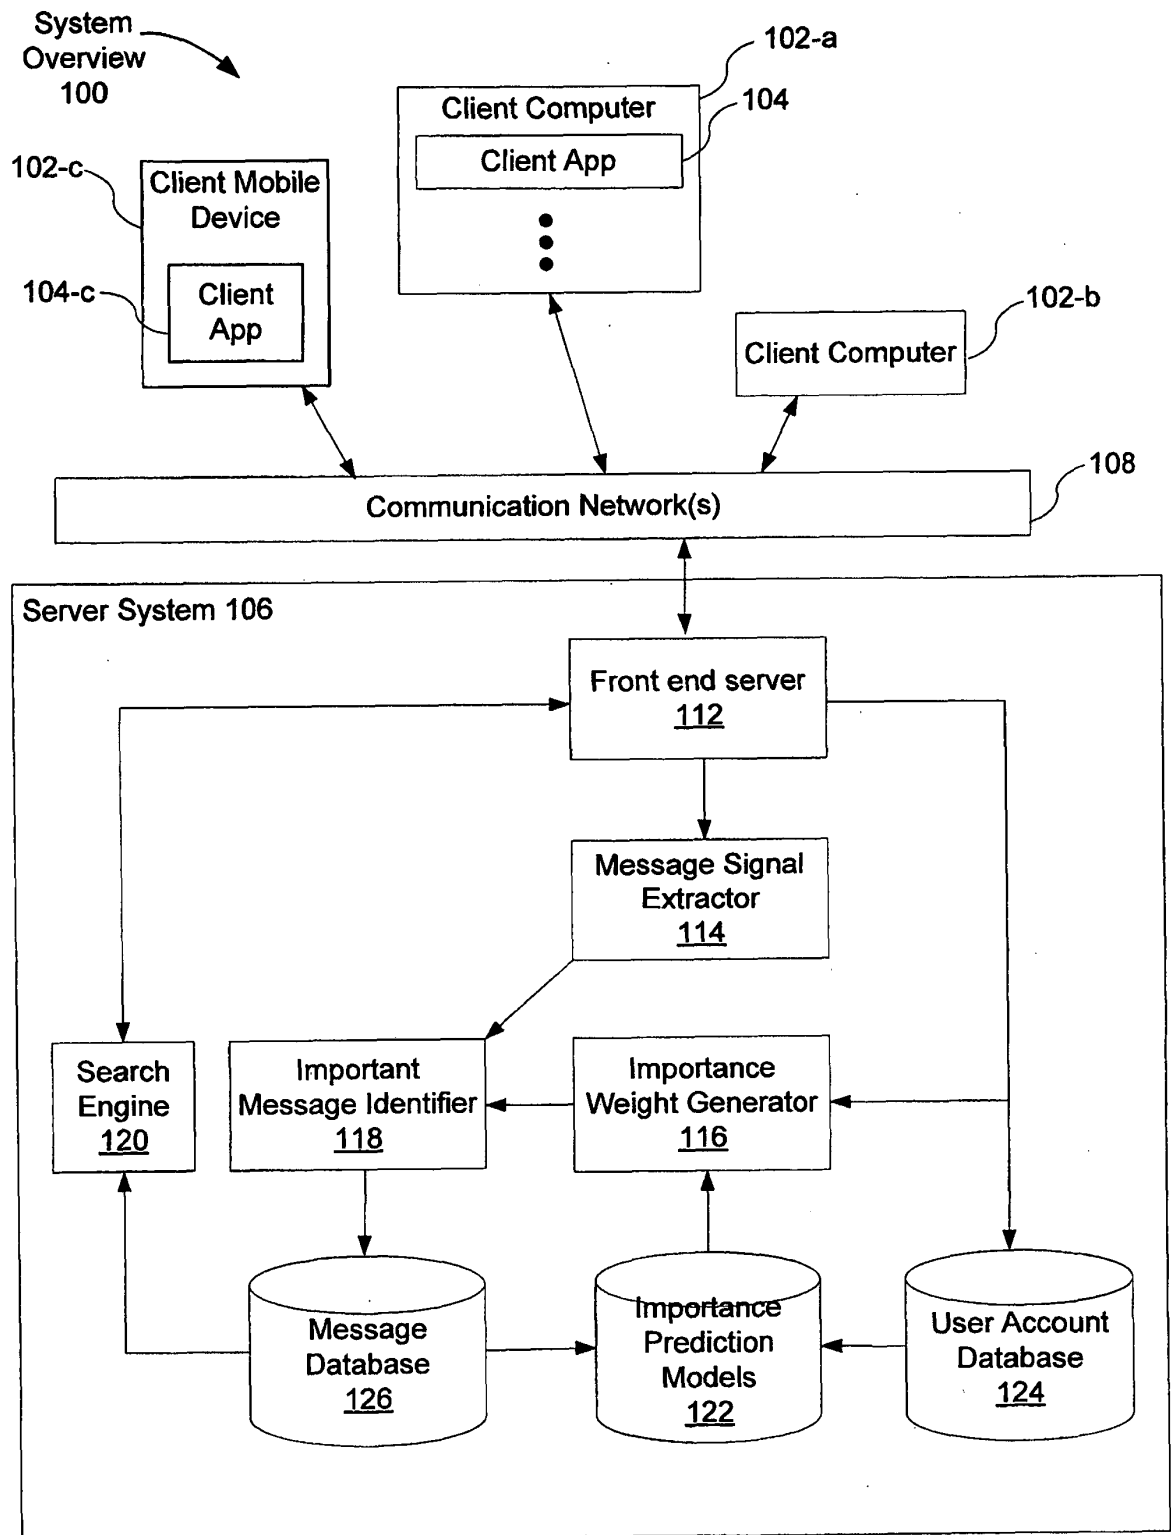 System
Overview
100
102-a
Client Computer
104
Client App
102-c
Client Mobile
Device
104-c
Client
App
102-b
Client Computer
108
Communication Network(s)
Server System 106
Front end server
112
Message Signal
Extractor
114
Search
Engine
120
Important
Message Identifier
118
Importance
Weight Generator
116
Message
Database
126
Importance
Prediction
Models
122
User Account
Database
124